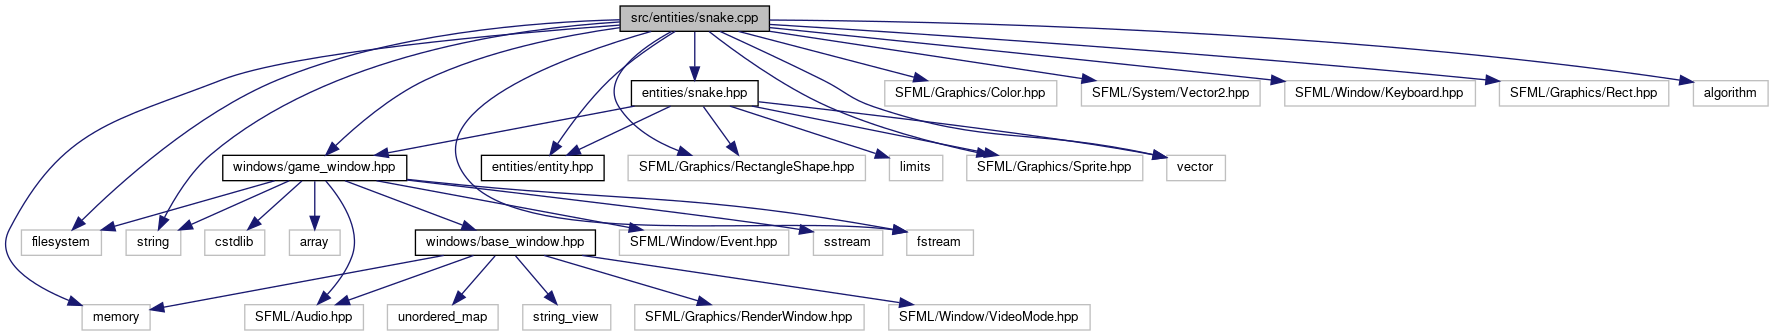 src/entities/snake.cpp
entities/snake.hpp
SFML/Graphics/Color.hpp
SFML/System/Vector2.hpp
SFML/Window/Keyboard.hpp
SFML/Graphics/Rect.hpp
algorithm
windows/game_window.hpp
entities/entity.hpp
SFML/Graphics/RectangleShape.hpp
limits
SFML/Graphics/Sprite.hpp
vector
filesystem
string
cstdlib
array
windows/base_window.hpp
SFML/Window/Event.hpp
sstream
fstream
memory
SFML/Audio.hpp
unordered_map
string_view
SFML/Graphics/RenderWindow.hpp
SFML/Window/VideoMode.hpp